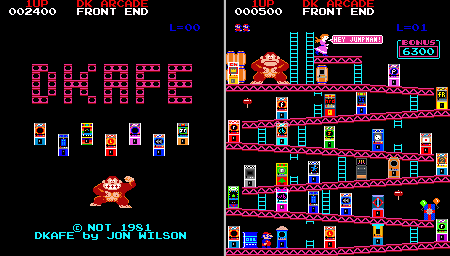 1UP DK ARCADE
002400 FRONT END
L=00
DKAFE
© NOT 1981
DKAFE by JON WILSON
1UP DK ARCADE
000500 FRONT END
L=01
HEY JUMPMAN!
BONUS
6300